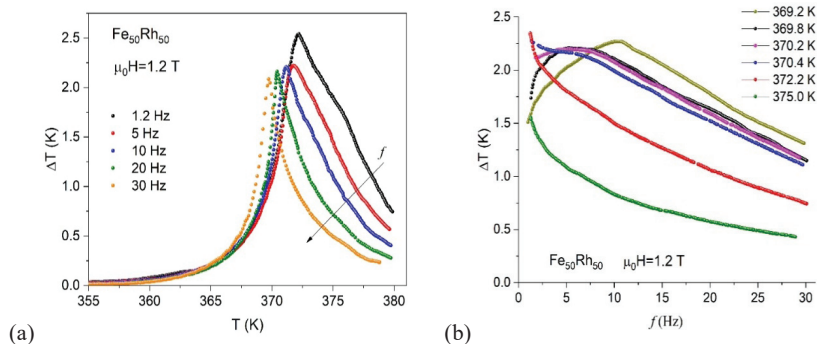 Fe50Rh50
μ0H=1.2 T
1.2 Hz
5 Hz
10 Hz
20 Hz
30 Hz
f
ΔT (K)
2.5
2.0
1.5
1.0
0.5
0.0
355 360 365 370 375 380
T (K)
(a)
369.2 K
369.8 K
370.2 K
370.4 K
372.2 K
375.0 K
ΔT (K)
2.5
2.0
1.5
1.0
0.5
0.0
Fe50Rh50 μ0H=1.2 T
0 5 10 15 20 25 30
f(Hz)
(b)